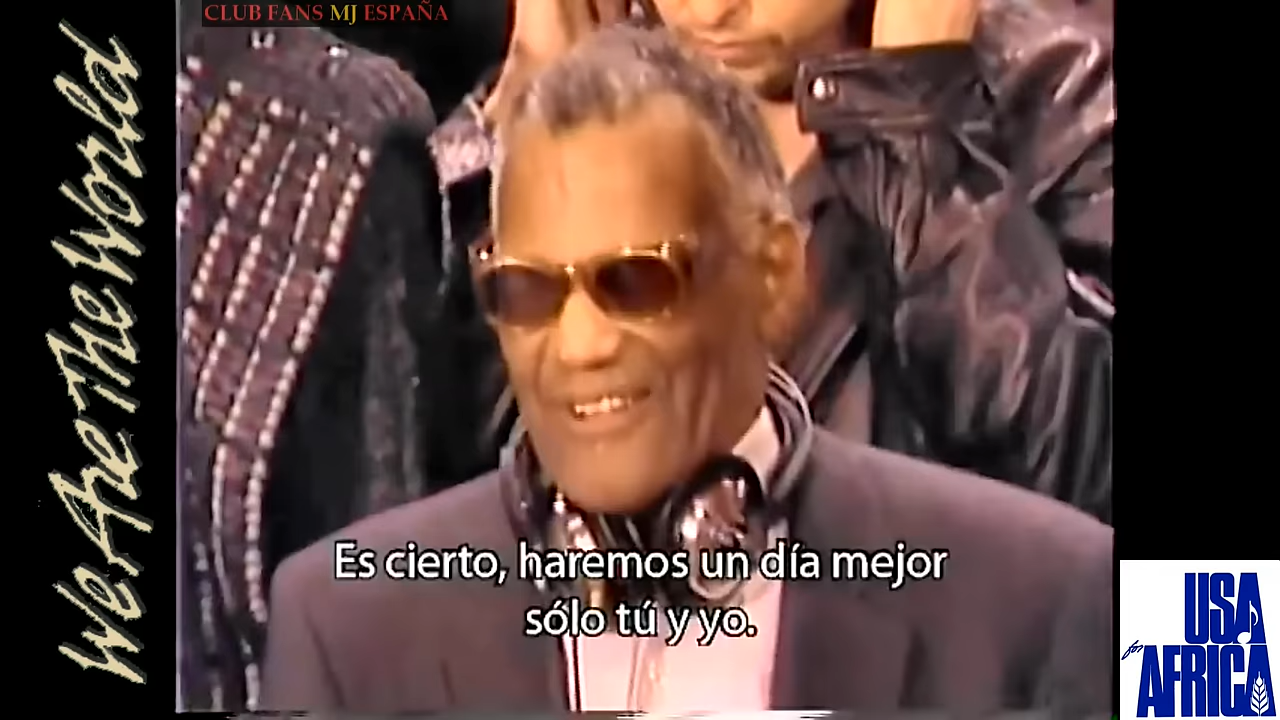 CLUB FANS MJ ESPAÑA
We Are The World
Es cierto, haremos un día mejor
sólo tú y yo.
USA
for
AFRICA